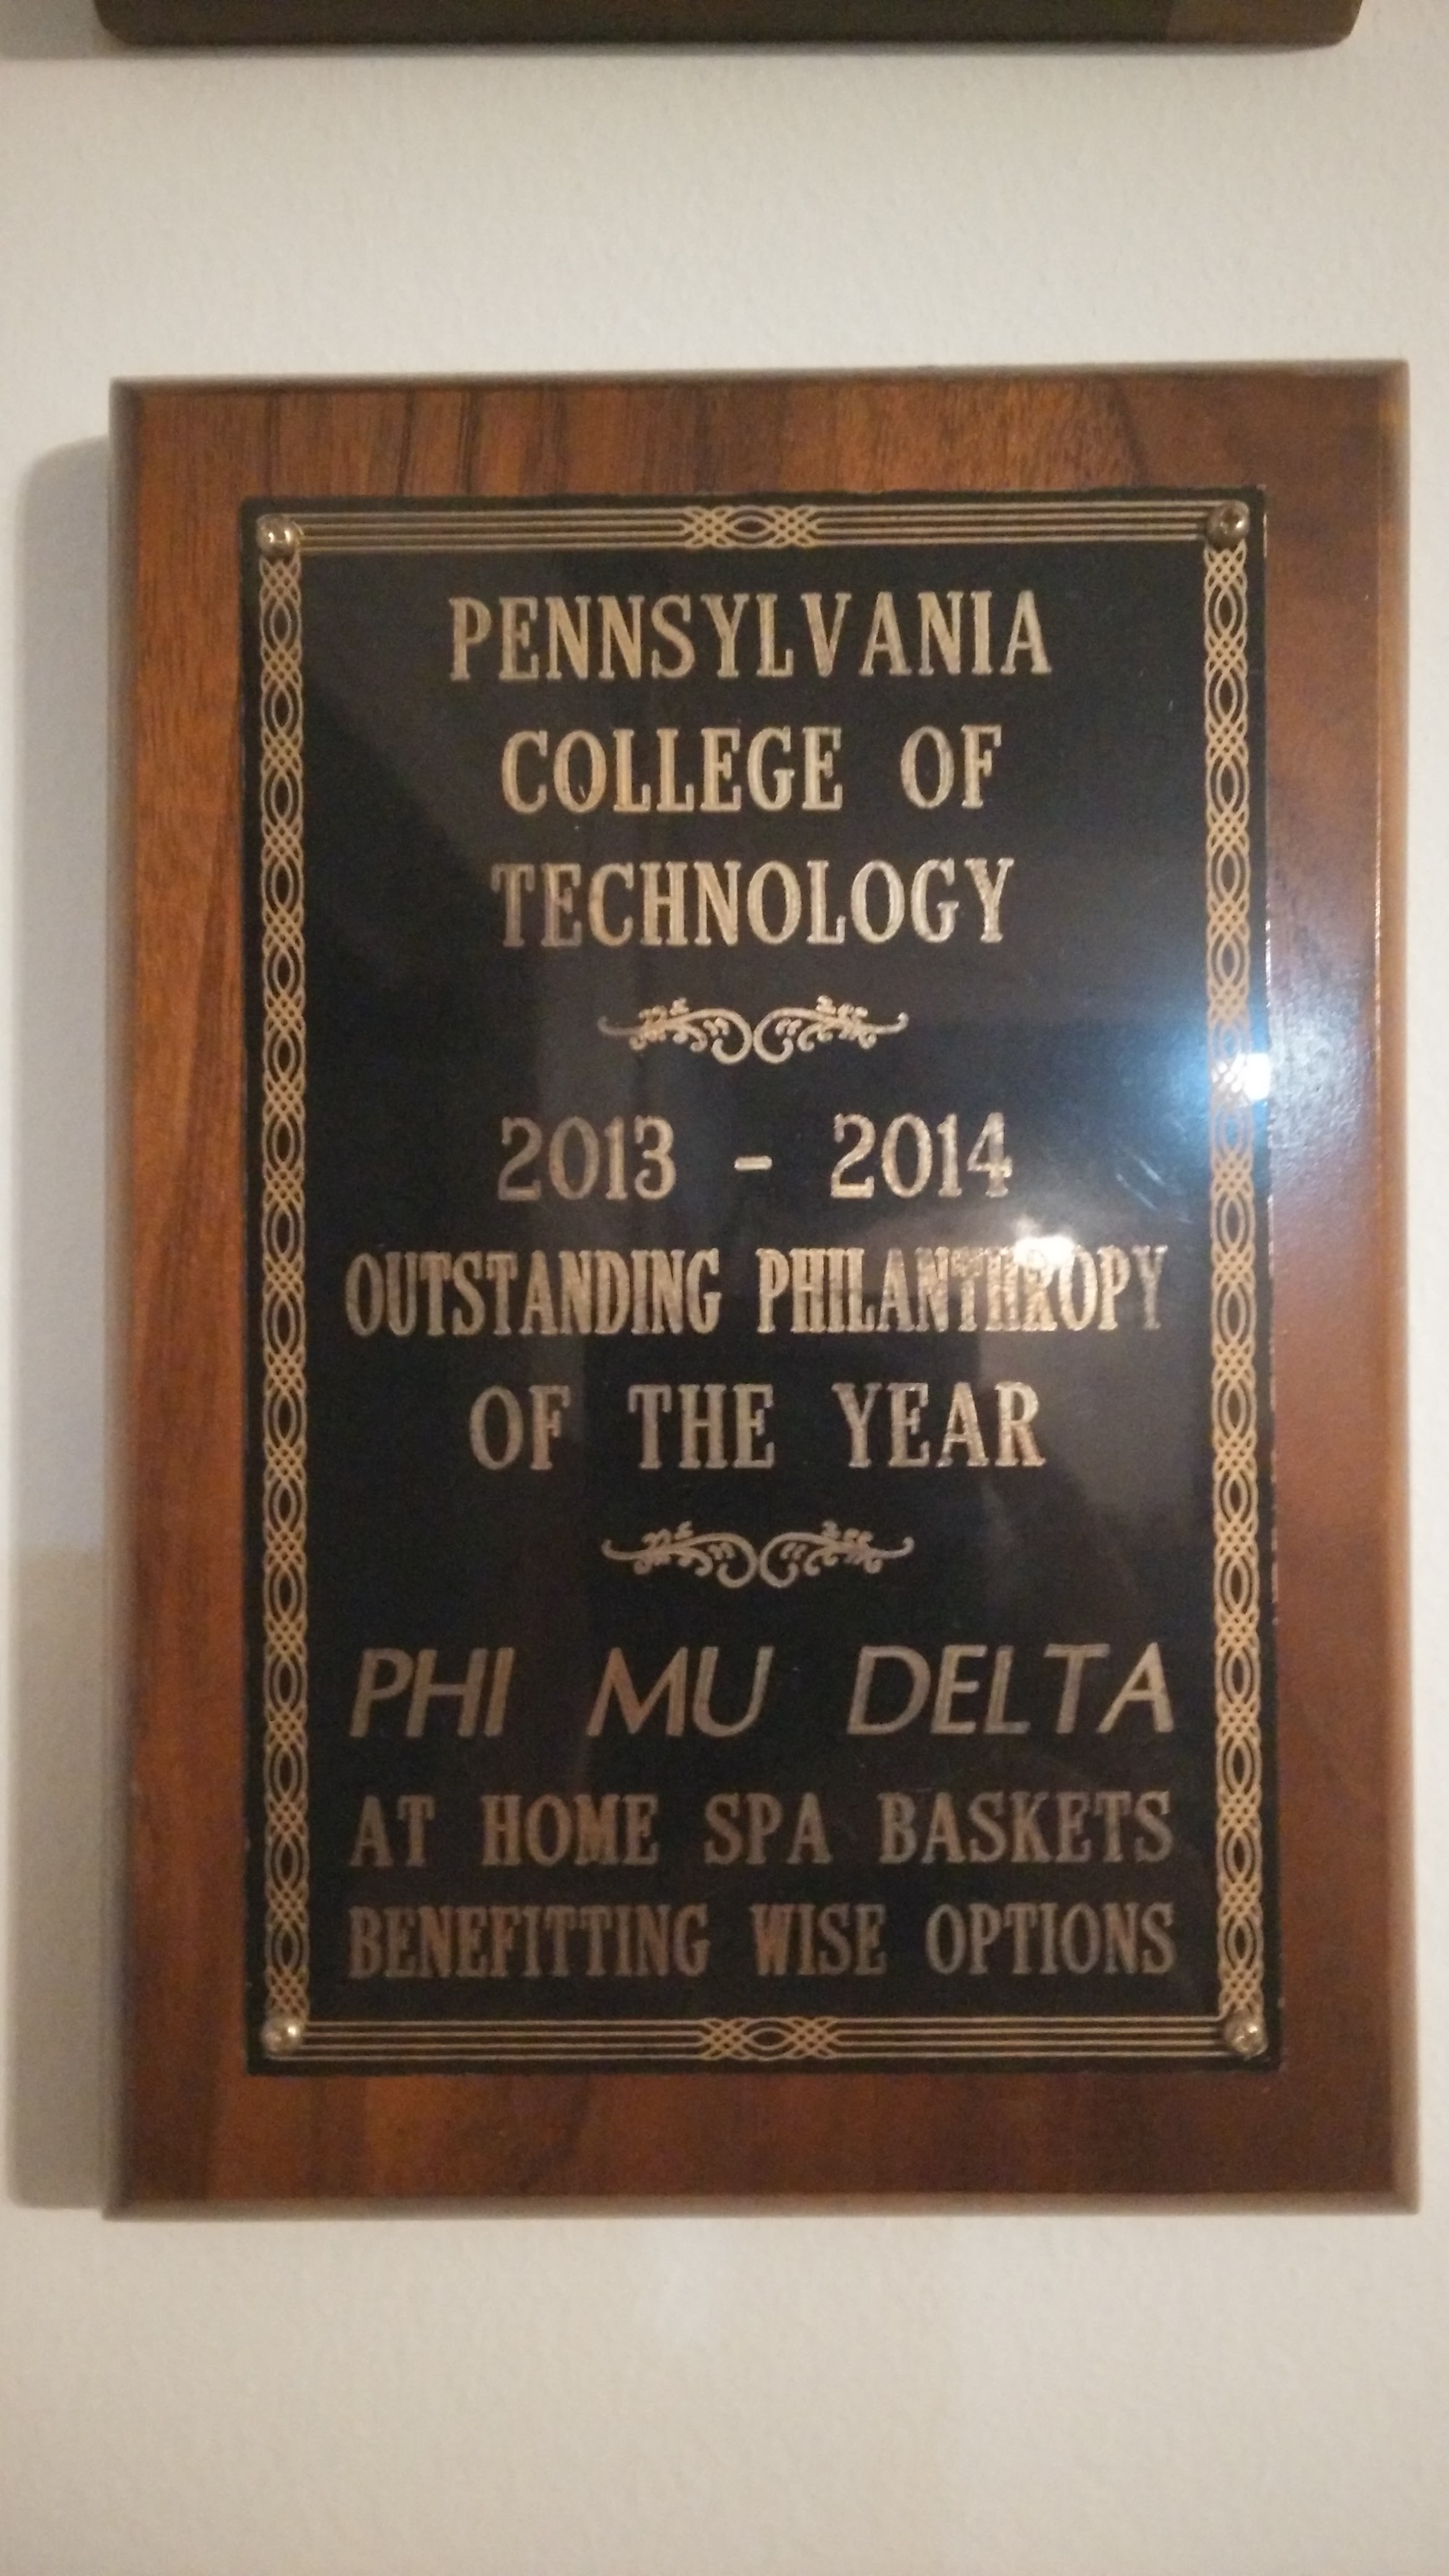 PENNSYLVANIA
COLLEGE OF
TECHNOLOGY
2013 - 2014
OUTSTANDING PHILANTHROPY
OF THE YEAR
PHI MU DELTA
AT HOME SPA BASKETS
BENEFITTING WISE OPTIONS